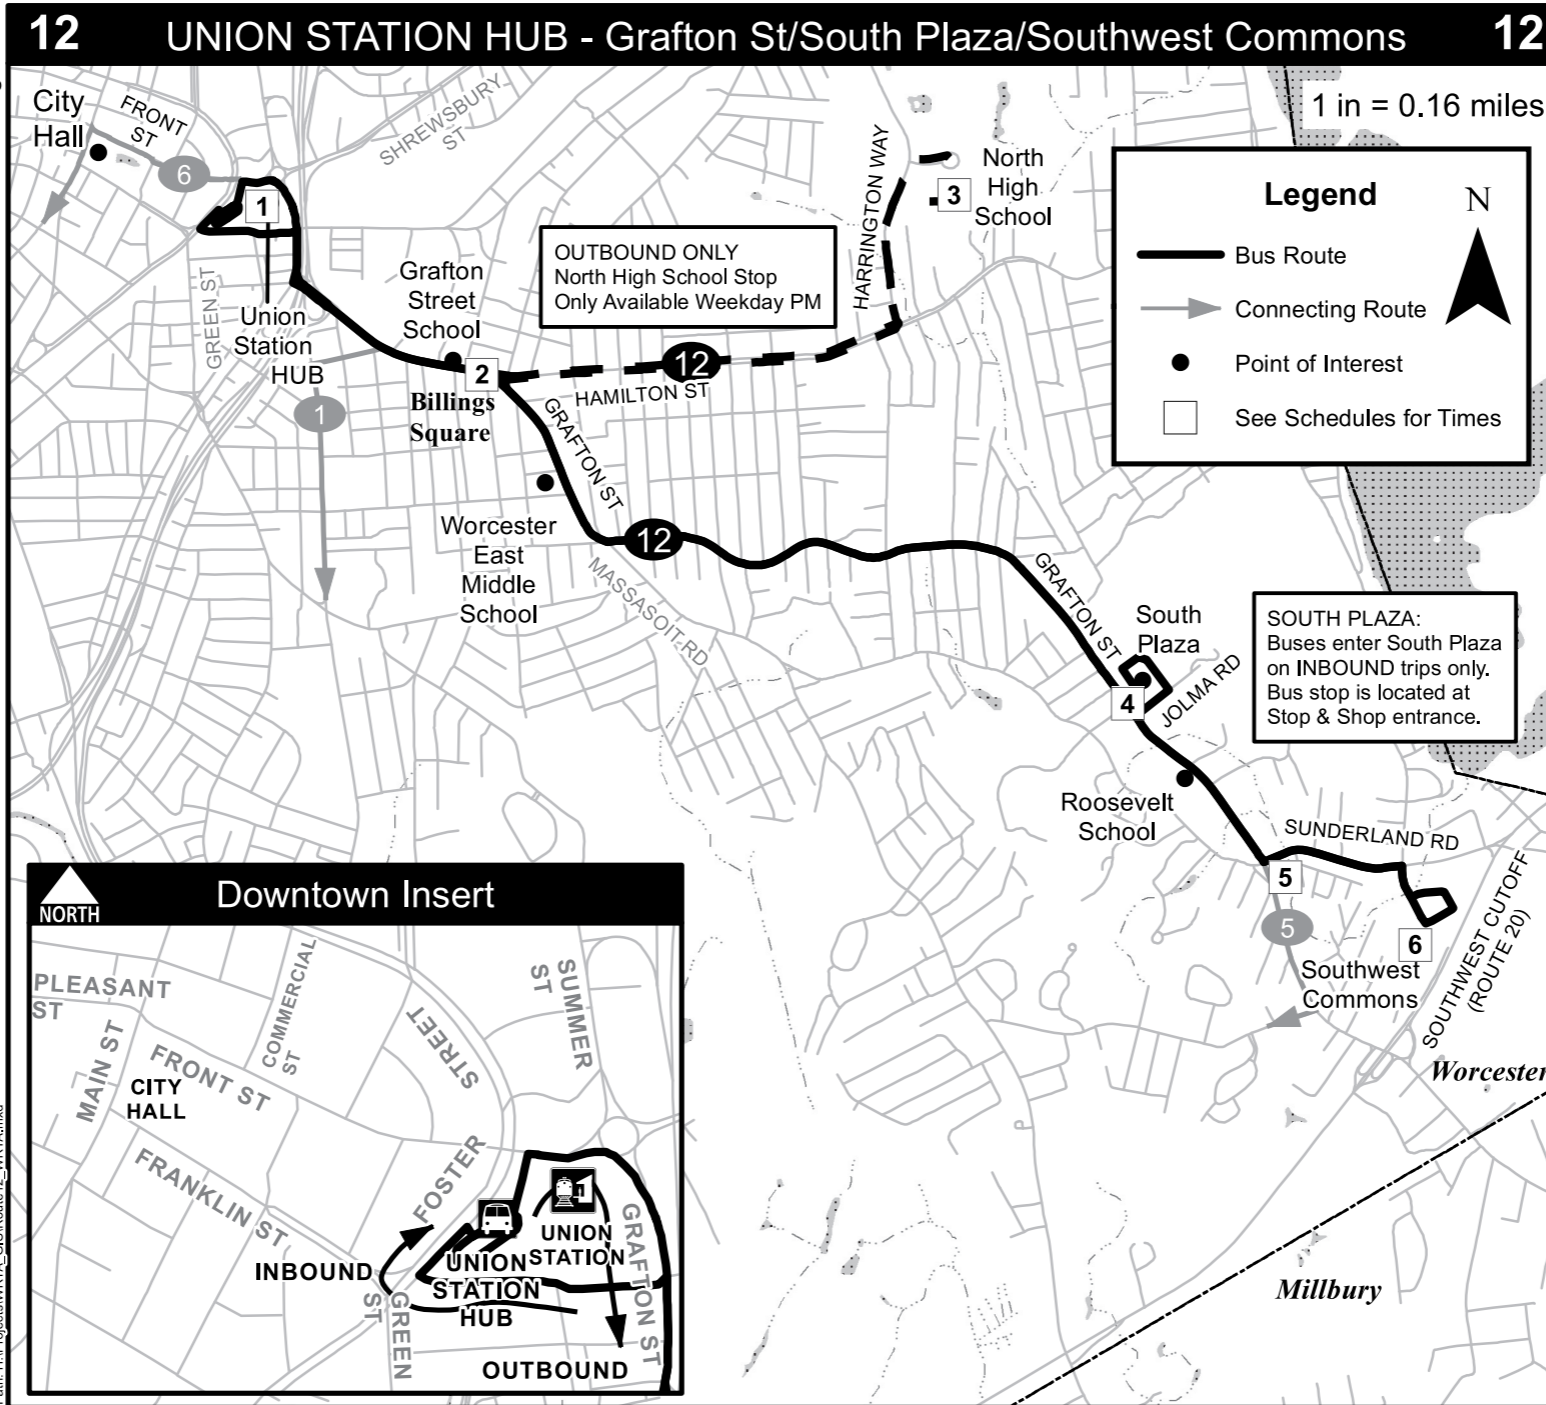 12 UNION STATION HUB - Grafton St/South Plaza/Southwest Commons 12
1 in = 0.16 miles
City
Hall
FRONT
ST
6
SHREWSBURY
ST
1
GREEN ST
Union
Station
HUB
1
Grafton
Street
School
2
Billings
Square
OUTBOUND ONLY
North High School Stop
Only Available Weekday PM
HARRINGTON WAY
North
High
School
3
12
HAMILTON ST
GRAFTON ST
Worcester
East
Middle
School
12
MASSASOIT RD
GRAFTON ST
South
Plaza
4
JOLMA RD
Roosevelt
School
SUNDERLAND RD
5
5
6
Southwest
Commons
SOUTHWEST CUTOFF
(ROUTE 20)
Worcester
Millbury
Legend
N
Bus Route
Connecting Route
Point of Interest
See Schedules for Times
SOUTH PLAZA:
Buses enter South Plaza
on INBOUND trips only.
Bus stop is located at
Stop & Shop entrance.
NORTH
Downtown Insert
PLEASANT
ST
MAIN ST
COMMERCIAL
ST
FRONT ST
CITY
HALL
FRANKLIN ST
FOSTER
STREET
SUMMER
ST
UNION
STATION
UNION
STATION
HUB
INBOUND
GREEN
ST
GRAFTON ST
OUTBOUND